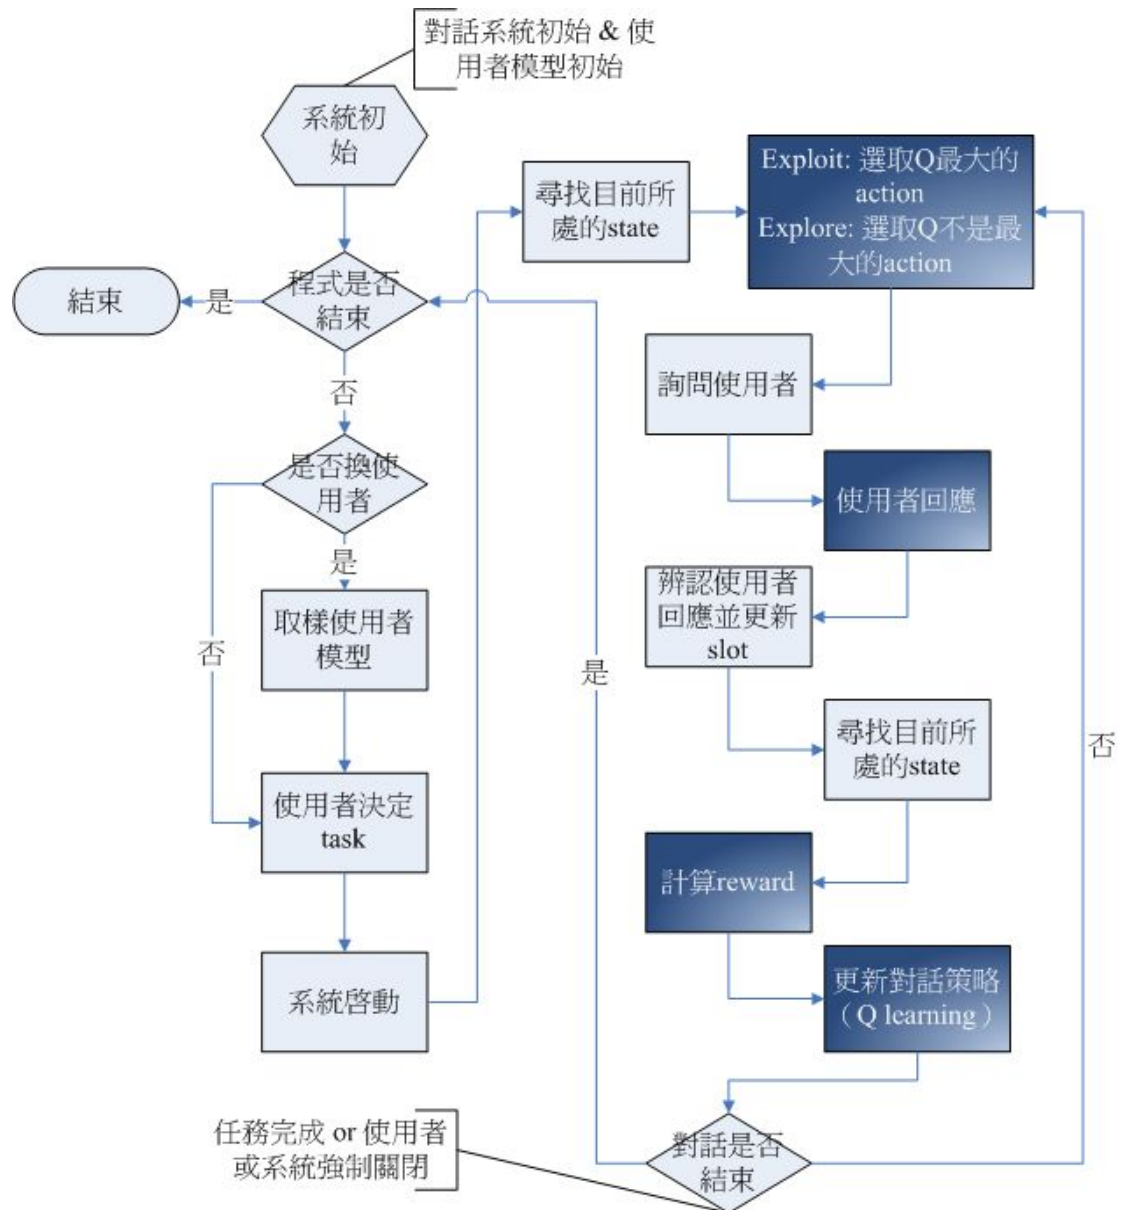 對話系統初始 & 使
用者模型初始
系統初
始
程式是否
結束
是
結束
否
是否換使
用者
是
否
取樣使用者
模型
使用者決定
task
系統啓動
尋找目前所
處的state
Exploit: 選取Q最大的
action
Explore: 選取Q不是最
大的action
詢問使用者
使用者回應
辨認使用者
回應並更新
slot
尋找目前所
處的state
計算reward
更新對話策略
（Q learning）
對話是否
結束
是
否
任務完成 or 使用者
或系統強制關閉